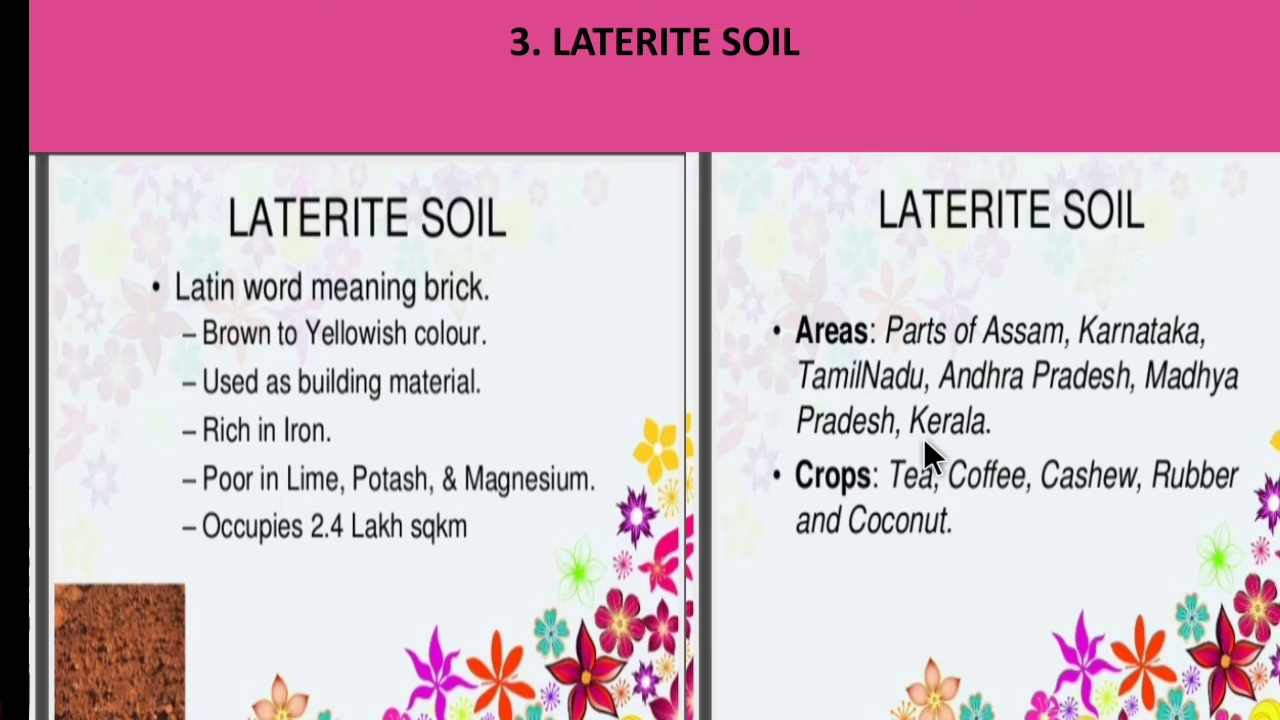 3. LATERITE SOIL
LATERITE SOIL
• Latin word meaning brick.
– Brown to Yellowish colour.
– Used as building material.
– Rich in Iron.
– Poor in Lime, Potash, & Magnesium.
– Occupies 2.4 Lakh sqkm
LATERITE SOIL
• Areas: Parts of Assam, Karnataka,
TamilNadu, Andhra Pradesh, Madhya
Pradesh, Kerala.
• Crops: Tea, Coffee, Cashew, Rubber
and Coconut.